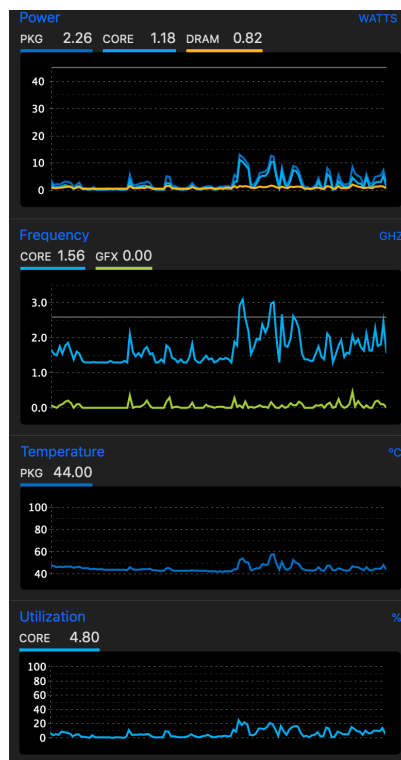 Power WATTS
PKG 2.26 CORE 1.18 DRAM 0.82
40
30
20
10
0
Frequency GHZ
CORE 1.56 GFX 0.00
3.0
2.0
1.0
0.0
Temperature ºC
PKG 44.00
100
80
60
40
Utilization %
CORE 4.80
100
80
60
40
20
0